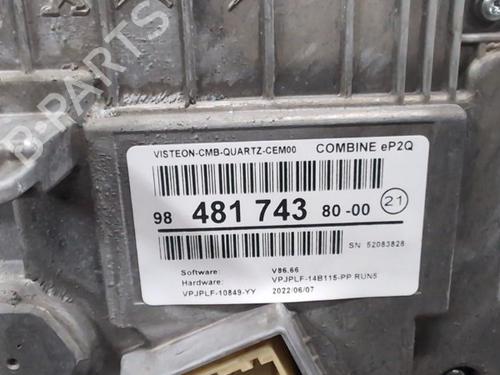 VISTEON-CMB-QUARTZ-CEM00 COMBINE eP2Q
98 481 743 80-00 21
SN 52083828
Software: V86.66
Hardware: VPJPLF-14B115-PP RUN5
VPJPLF-10849-YY 2022/06/07